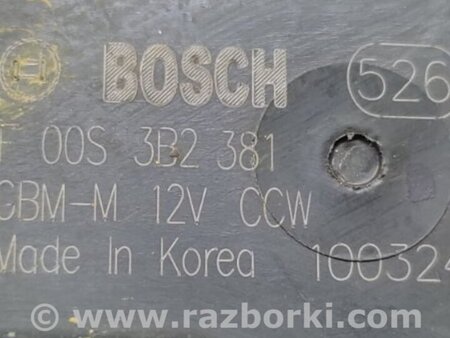 BOSCH 526
F 00S 3B2 381
CBM-M 12V CCW
Made In Korea 100324
© www.razborki.com